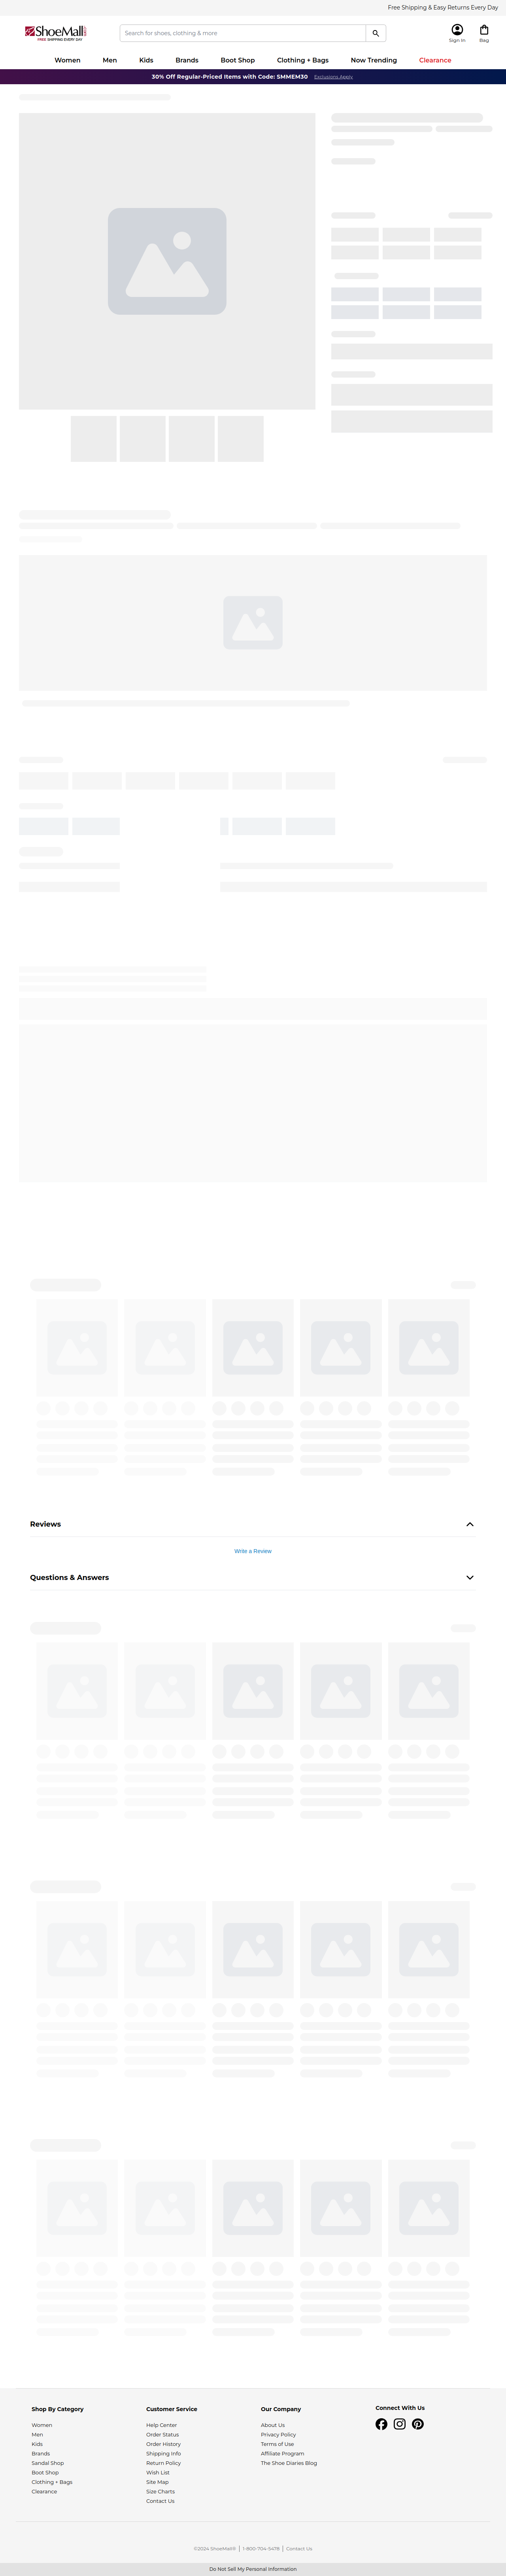 Free Shipping & Easy Returns Every Day
ShoeMall
FREE SHIPPING EVERY DAY
Search for shoes, clothing & more
Sign In
Bag
Women Men Kids Brands Boot Shop Clothing + Bags Now Trending Clearance
30% Off Regular-Priced Items with Code: SMMEM30 Exclusions Apply
Reviews
Write a Review
Questions & Answers
Shop By Category
Women
Men
Kids
Brands
Sandal Shop
Boot Shop
Clothing + Bags
Clearance
Customer Service
Help Center
Order Status
Order History
Shipping Info
Return Policy
Wish List
Site Map
Size Charts
Contact Us
Our Company
About Us
Privacy Policy
Terms of Use
Affiliate Program
The Shoe Diaries Blog
Connect With Us
©2024 ShoeMall® | 1-800-704-5478 | Contact Us
Do Not Sell My Personal Information